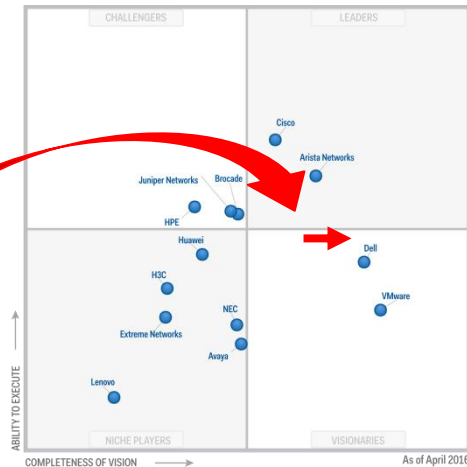 CHALLENGERS
LEADERS
Cisco
Arista Networks
Juniper Networks
Brocade
HPE
Huawei
Dell
H3C
VMware
NEC
Extreme Networks
Avaya
Lenovo
ABILITY TO EXECUTE
NICHE PLAYERS
VISIONARIES
COMPLETENESS OF VISION
As of April 2016